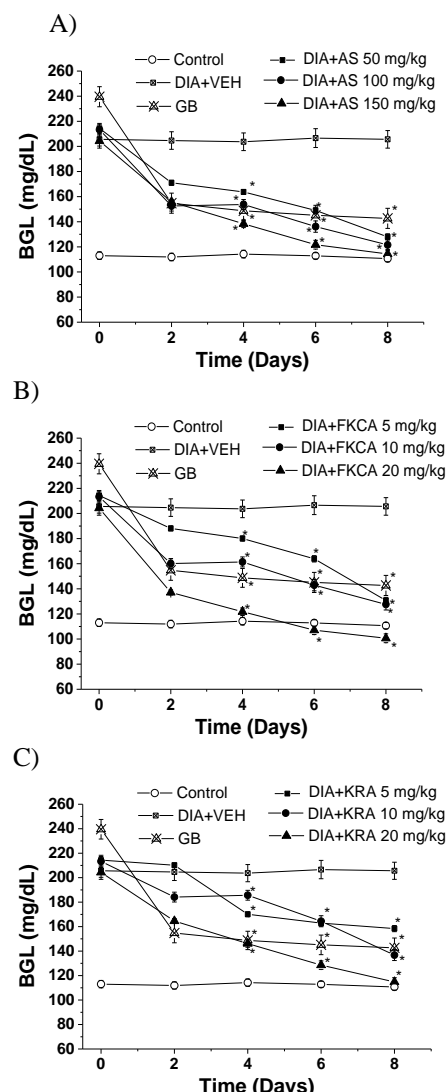 A)
Control
DIA+VEH
GB
DIA+AS 50 mg/kg
DIA+AS 100 mg/kg
DIA+AS 150 mg/kg
BGL (mg/dL)
260
240
220
200
180
160
140
120
100
80
60
* * * *
* * * *
* * * *
0 2 4 6 8
Time (Days)
B)
Control
DIA+VEH
GB
DIA+FKCA 5 mg/kg
DIA+FKCA 10 mg/kg
DIA+FKCA 20 mg/kg
BGL (mg/dL)
260
240
220
200
180
160
140
120
100
80
60
* * * *
* * * *
* * * *
0 2 4 6 8
Time (Days)
C)
Control
DIA+VEH
GB
DIA+KRA 5 mg/kg
DIA+KRA 10 mg/kg
DIA+KRA 20 mg/kg
BGL (mg/dL)
260
240
220
200
180
160
140
120
100
80
60
* * * *
* * * *
* * * *
0 2 4 6 8
Time (Days)